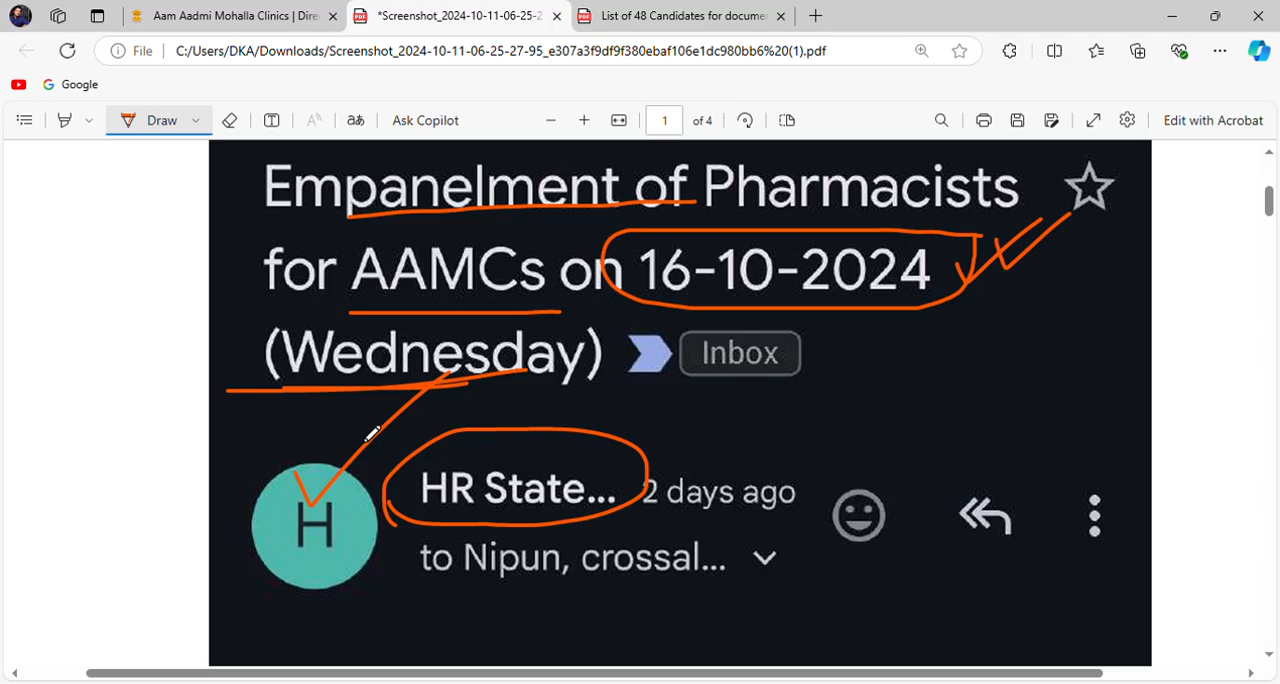 Aam Aadmi Mohalla Clinics | Dire
*Screenshot_2024-10-11-06-25-2
List of 48 Candidates for docume
File
C:/Users/DKA/Downloads/Screenshot_2024-10-11-06-25-27-95_e307a3f9df9f380ebaf106e1dc980bb6%20(1).pdf
Google
Draw
aあ
Ask Copilot
1
of 4
Edit with Acrobat
Empanelment of Pharmacists
for AAMCs on 16-10-2024
(Wednesday)
Inbox
H
HR State... 2 days ago
to Nipun, crossal...